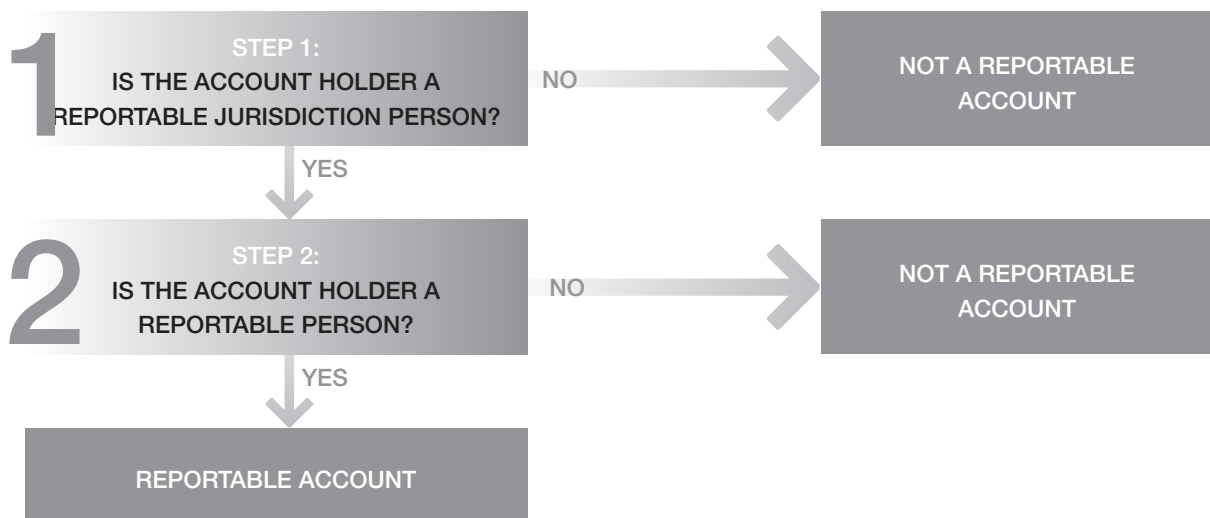 1
STEP 1:
IS THE ACCOUNT HOLDER A
REPORTABLE JURISDICTION PERSON?
NO
NOT A REPORTABLE
ACCOUNT
YES
2
STEP 2:
IS THE ACCOUNT HOLDER A
REPORTABLE PERSON?
NO
NOT A REPORTABLE
ACCOUNT
YES
REPORTABLE ACCOUNT